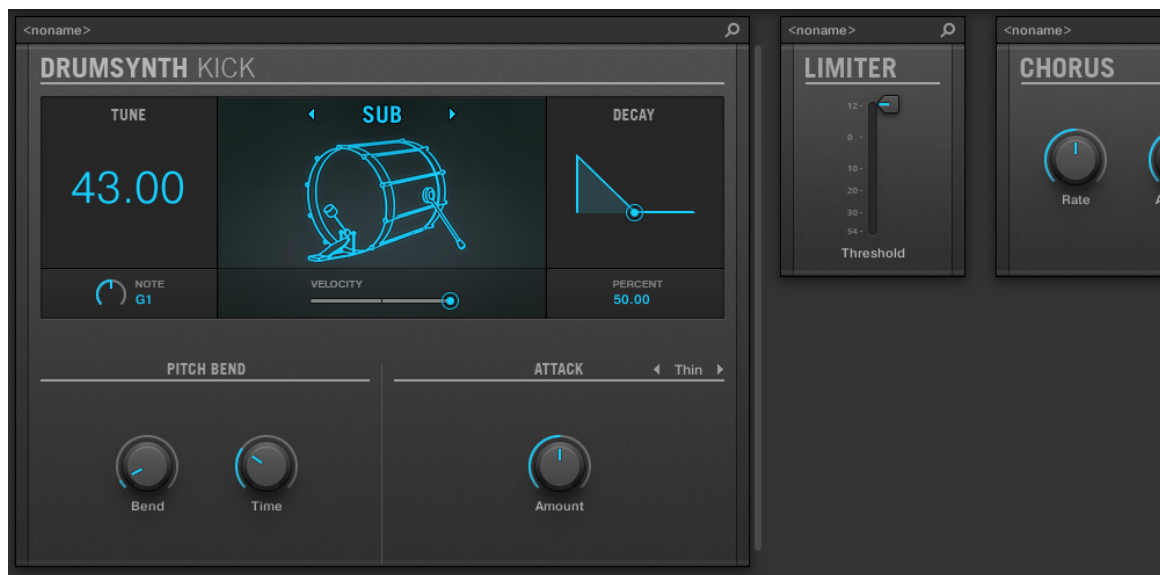 <noname>
DRUMSYNTH KICK
TUNE
SUB
DECAY
43.00
NOTE
G1
VELOCITY
PERCENT
50.00
PITCH BEND
ATTACK
Thin
Bend
Time
Amount
<noname>
LIMITER
12
0
10
20
30
54
Threshold
<noname>
CHORUS
Rate
A